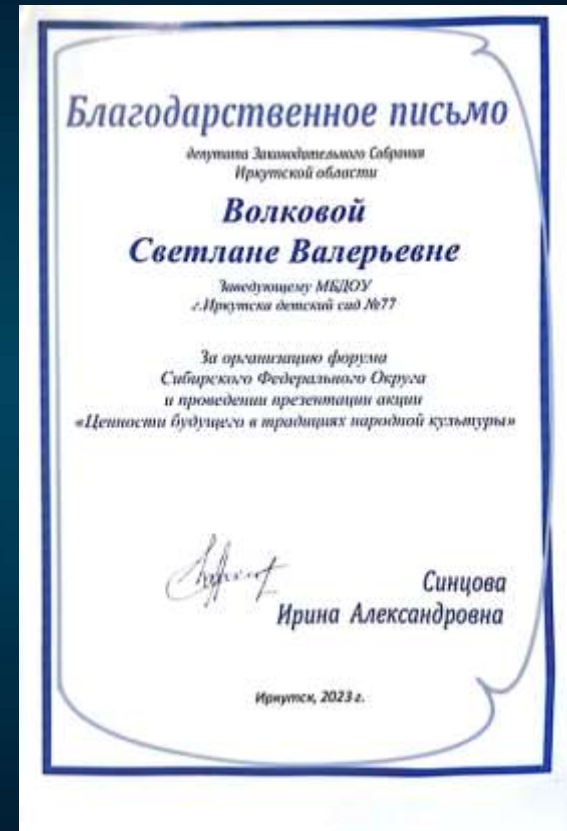 Благодарственное письмо
депутата Законодательного Собрания
Иркутской области
Волковой
Светлане Валерьевне
Заведующему МБДОУ
г.Иркутска детский сад №77
За организацию форума
Сибирского Федерального Округа
и проведении презентации акции
«Ценности будущего в традициях народной культуры»
Синцова
Ирина Александровна
Иркутск, 2023 г.